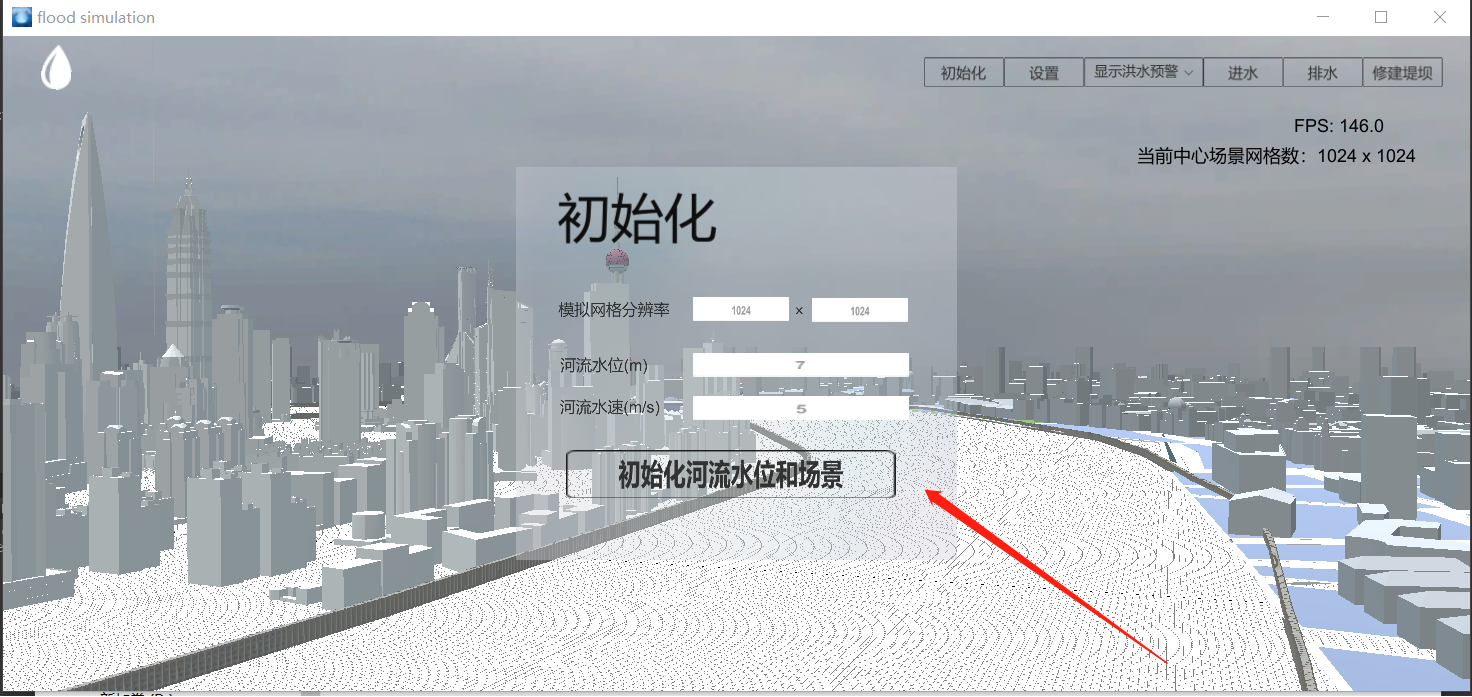 flood simulation
初始化 设置 显示洪水预警 进水 排水 修建堤坝
FPS: 146.0
当前中心场景网格数：1024 x 1024
初始化
模拟网格分辨率 1024 x 1024
河流水位(m) 7
河流水速(m/s) 5
初始化河流水位和场景